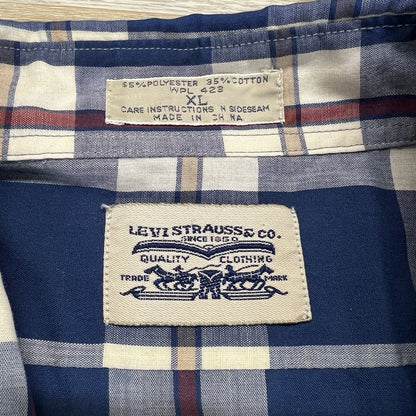 65% POLYESTER 35% COTTON
WPL 423
XL
CARE INSTRUCTIONS IN SIDESEAM
MADE IN CHINA
LEVI STRAUSS & CO.
SINCE 1850
QUALITY CLOTHING
TRADE MARK